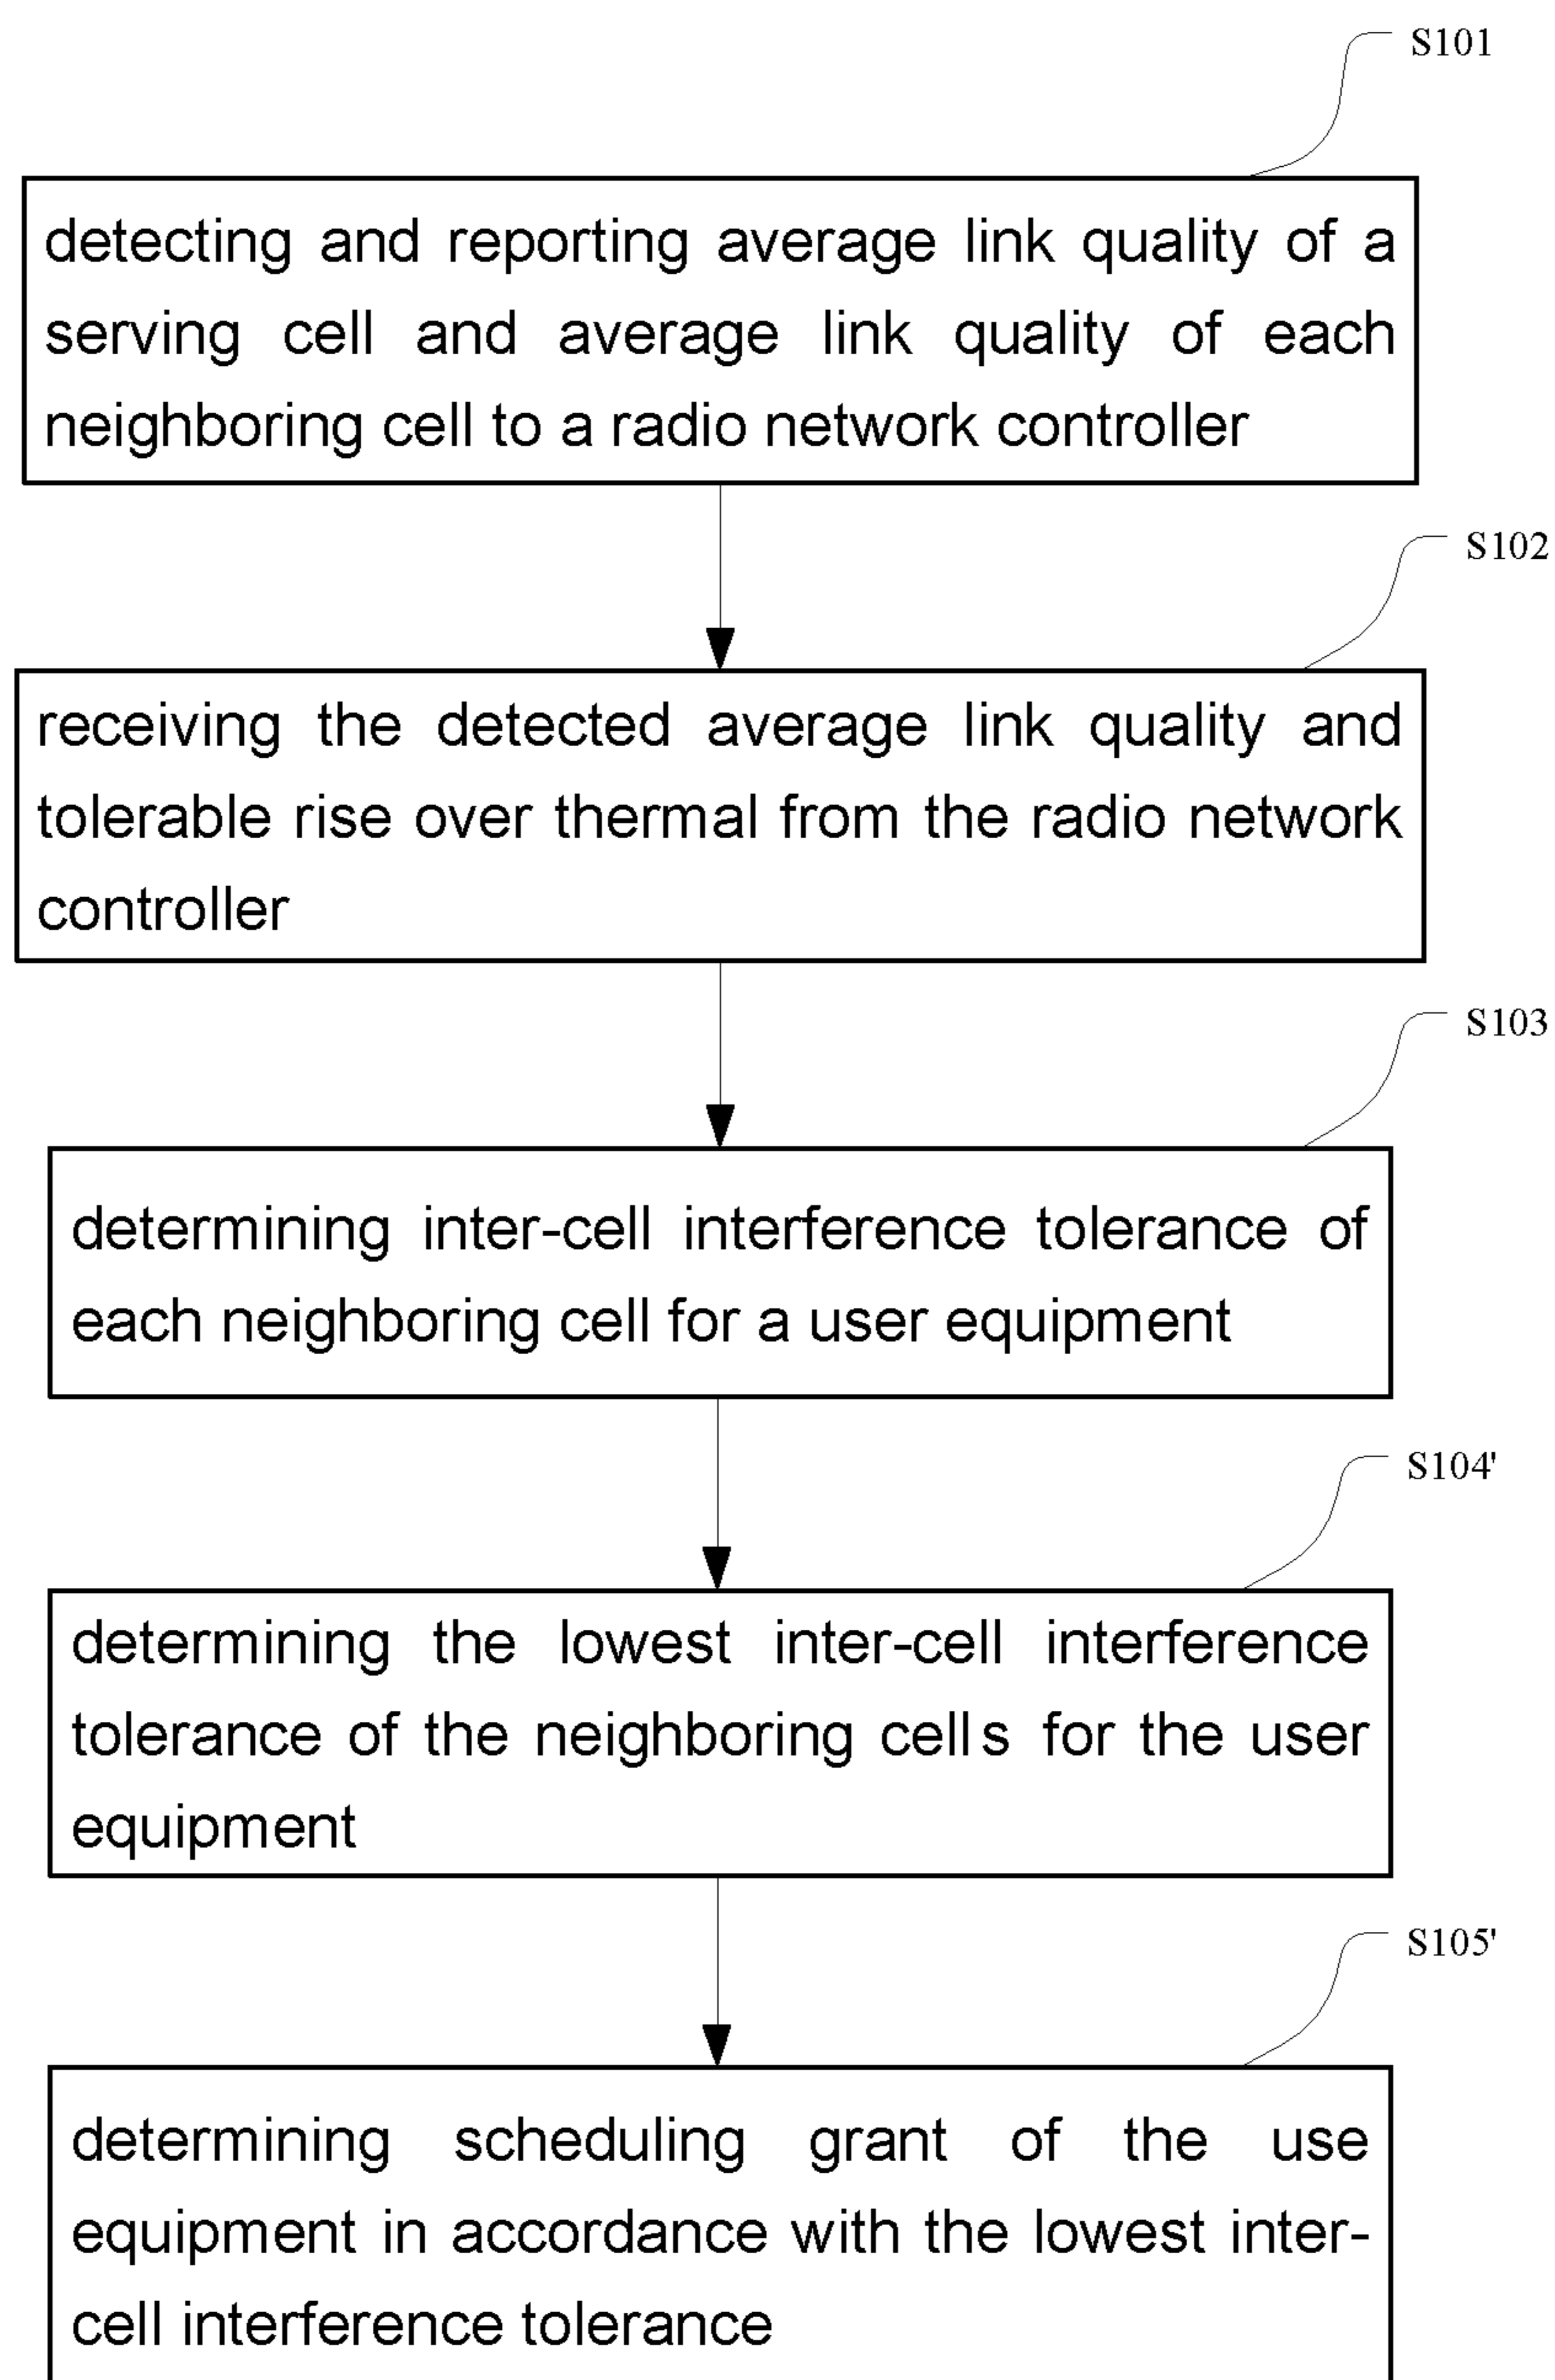 S101
detecting and reporting average link quality of a
serving cell and average link quality of each
neighboring cell to a radio network controller
S102
receiving the detected average link quality and
tolerable rise over thermal from the radio network
controller
S103
determining inter-cell interference tolerance of
each neighboring cell for a user equipment
S104'
determining the lowest inter-cell interference
tolerance of the neighboring cells for the user
equipment
S105'
determining scheduling grant of the use
equipment in accordance with the lowest inter-
cell interference tolerance